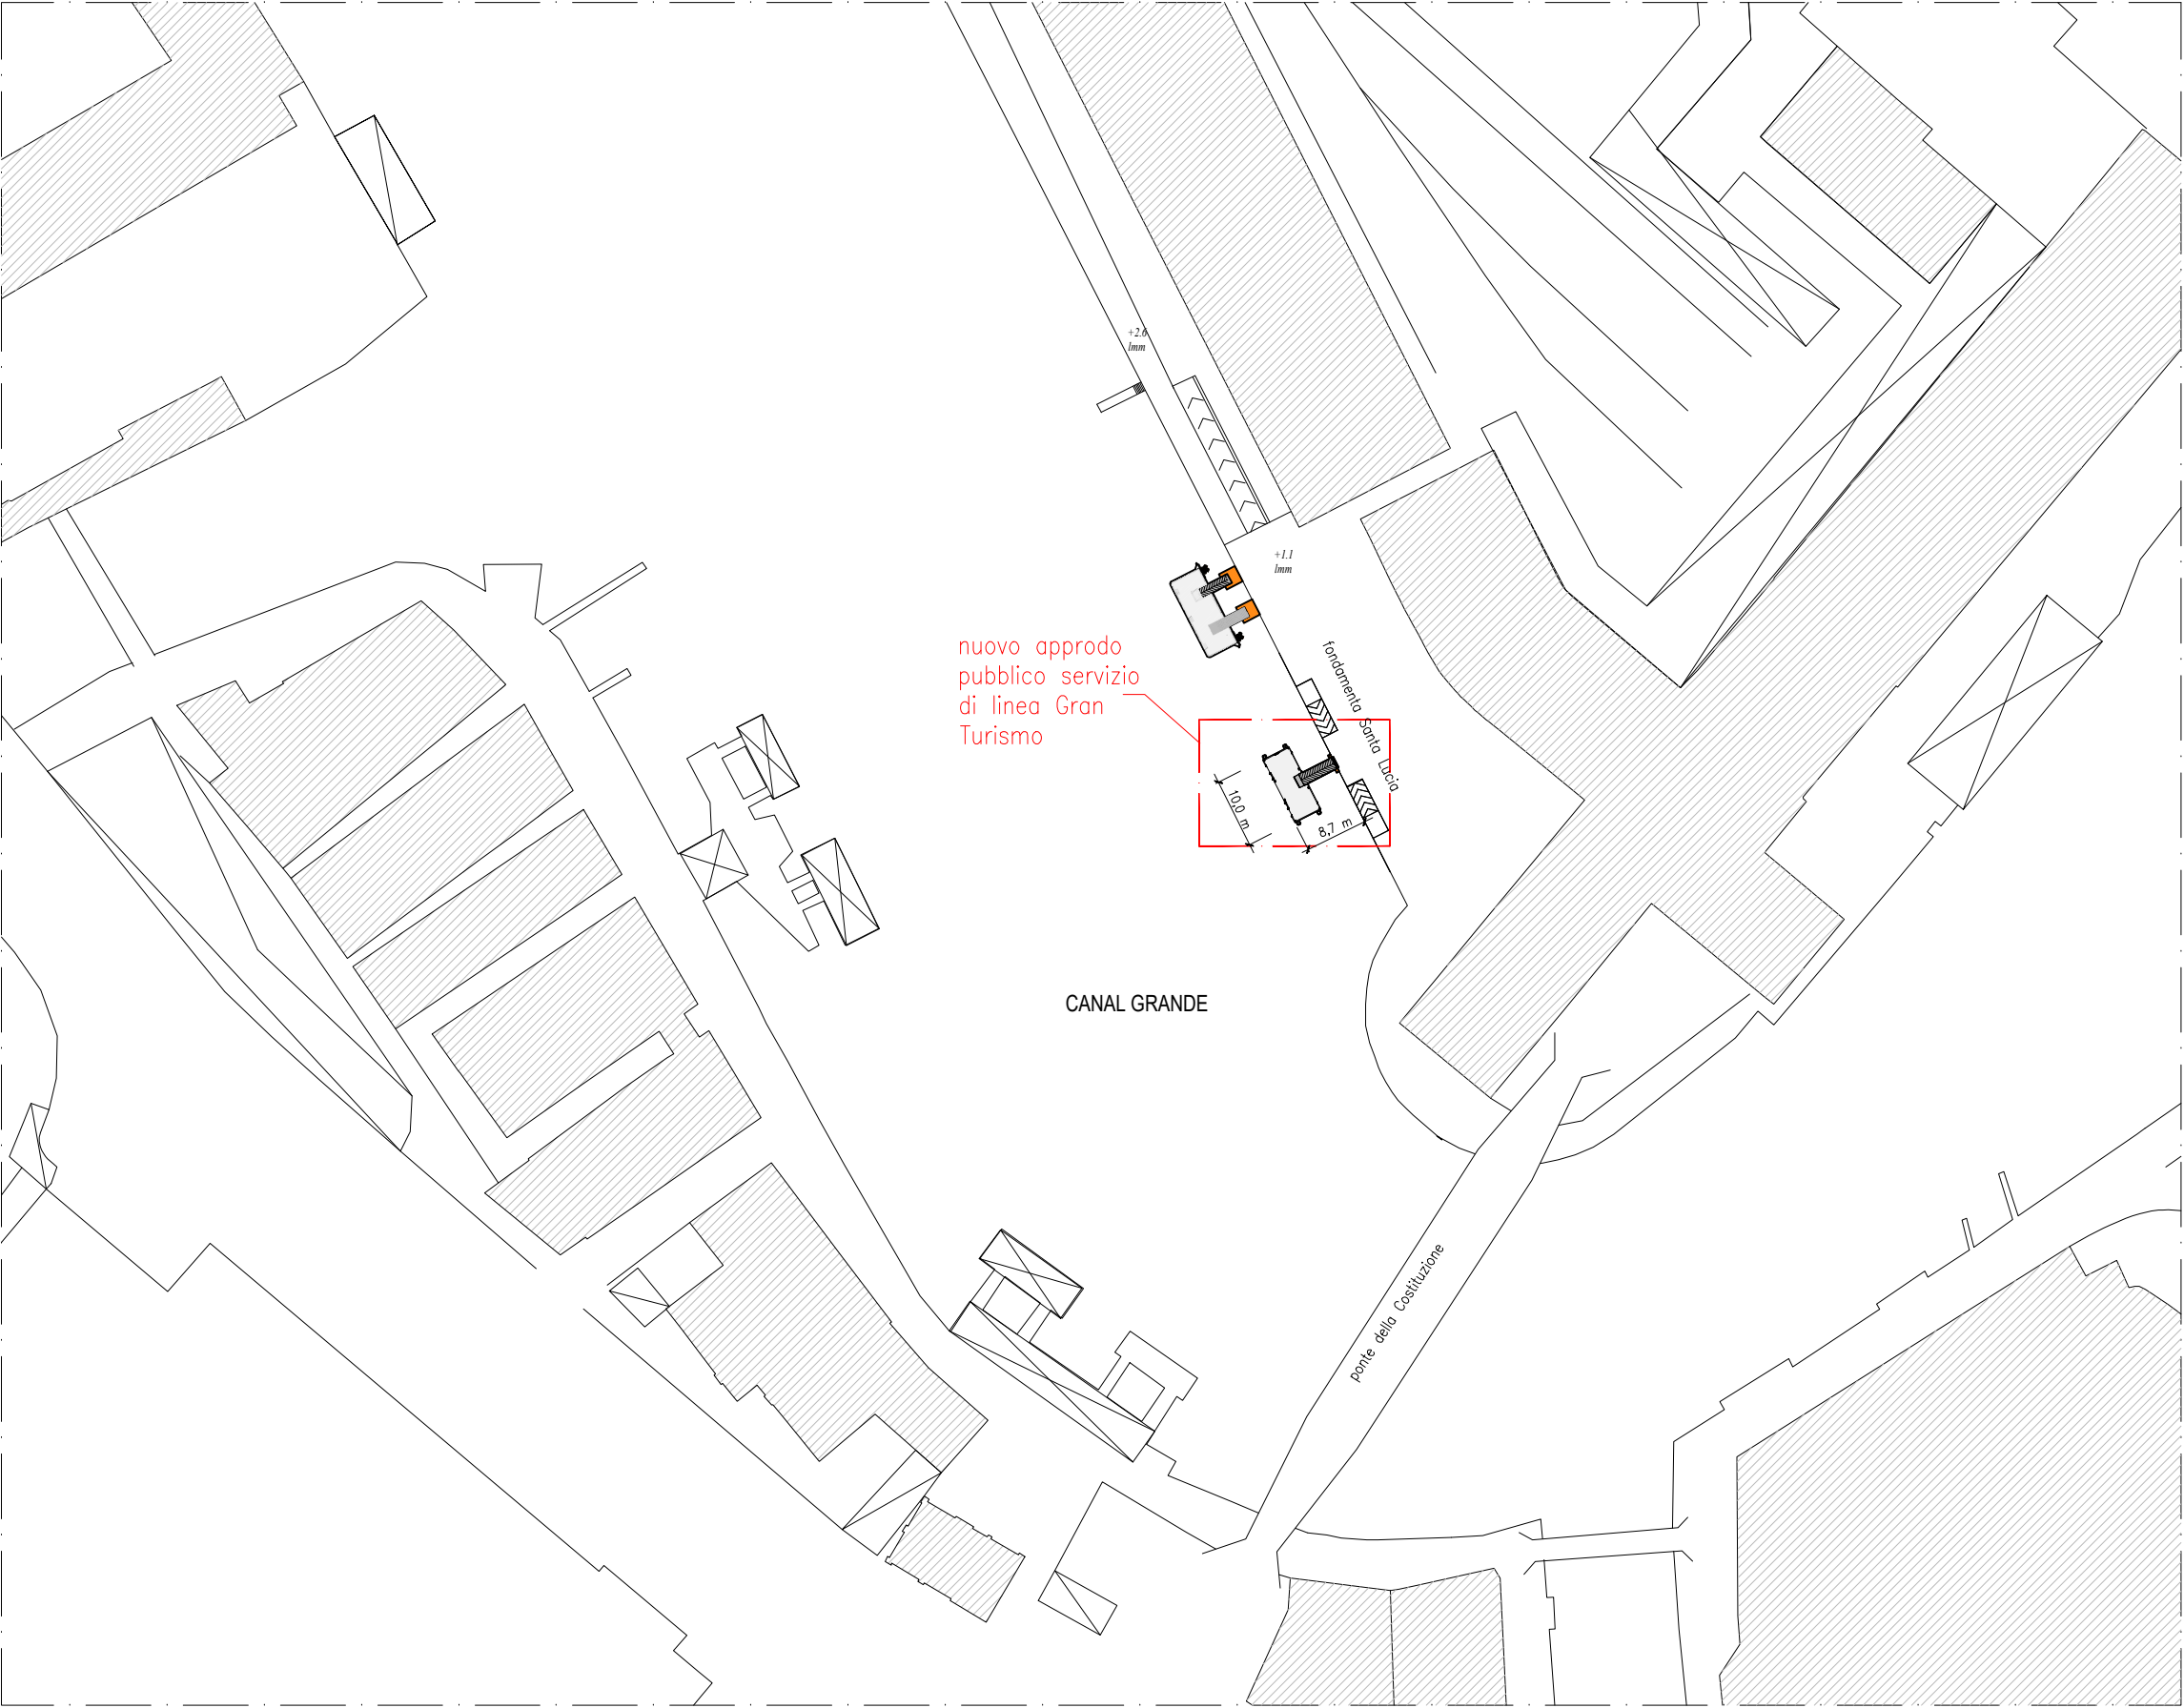 +2.6
lmm
+1.1
lmm
nuovo approdo
pubblico servizio
di linea Gran
Turismo
fondamenta Santa Lucia
10,0 m
8,7 m
CANAL GRANDE
ponte della Costituzione